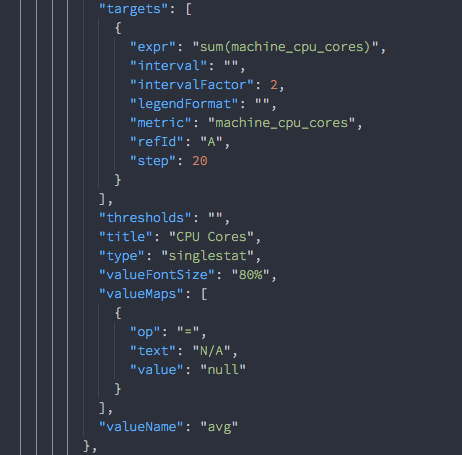 "targets": [
{
"expr": "sum(machine_cpu_cores)",
"interval": "",
"intervalFactor": 2,
"legendFormat": "",
"metric": "machine_cpu_cores",
"refId": "A",
"step": 20
}
],
"thresholds": "",
"title": "CPU Cores",
"type": "singlestat",
"valueFontSize": "80%",
"valueMaps": [
{
"op": "=",
"text": "N/A",
"value": "null"
}
],
"valueName": "avg"
},